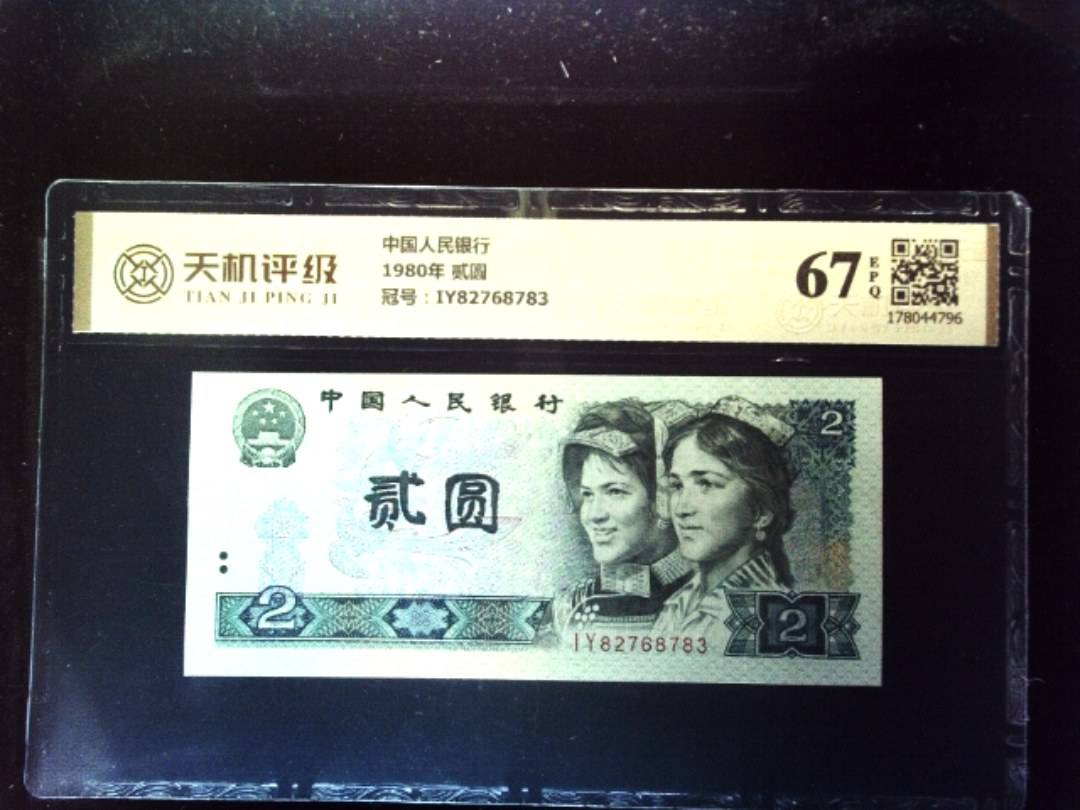 天机评级
TIAN JI PING JI
中国人民银行
1980年 贰圆
冠号：IY82768783
67
EPQ
178044796
中国人民银行
2
贰圆
2
2
IY82768783